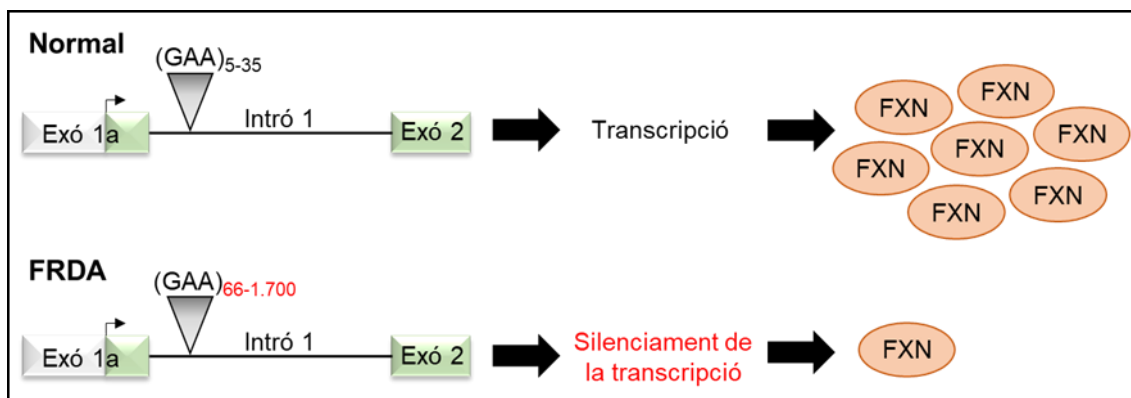 Normal
(GAA)5-35
Exó 1a
Intró 1
Exó 2
Transcripció
FXN
FXN
FXN
FXN
FXN
FXN
FXN
FRDA
(GAA)66-1.700
Exó 1a
Intró 1
Exó 2
Silenciament de
la transcripció
FXN